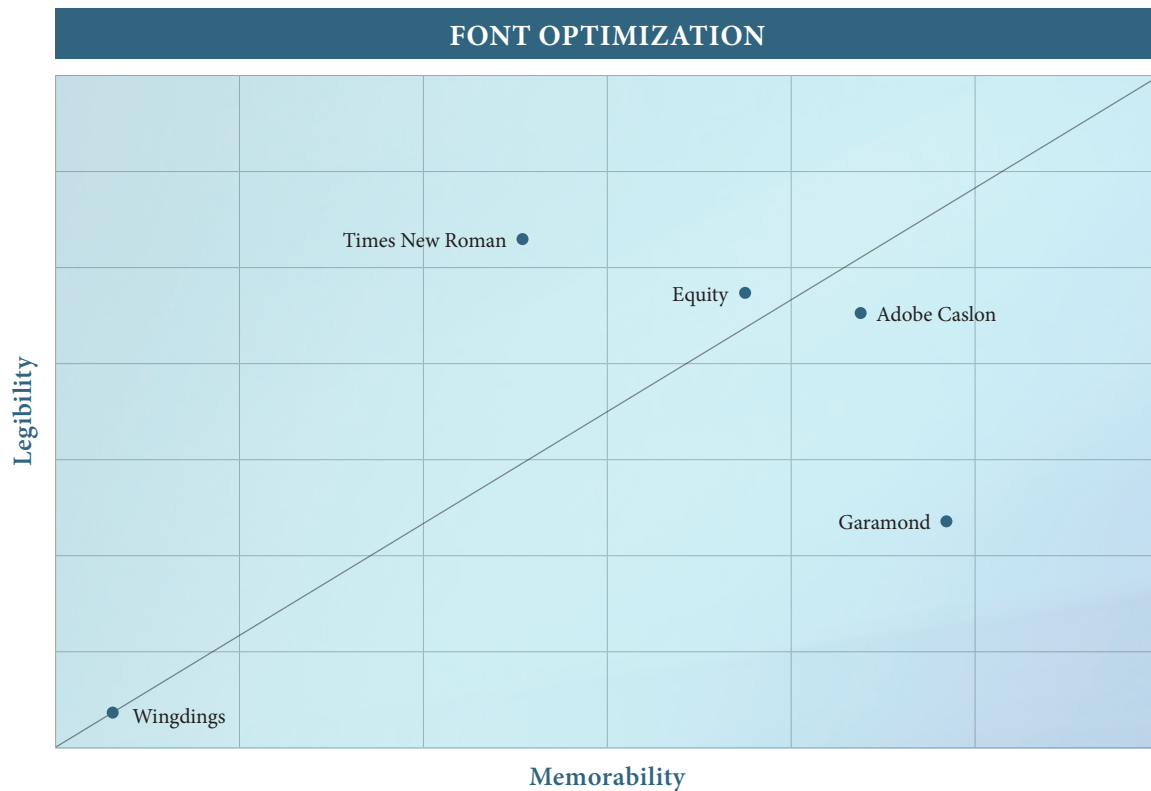 FONT OPTIMIZATION
Times New Roman
Equity
Adobe Caslon
Legibility
Garamond
Wingdings
Memorability